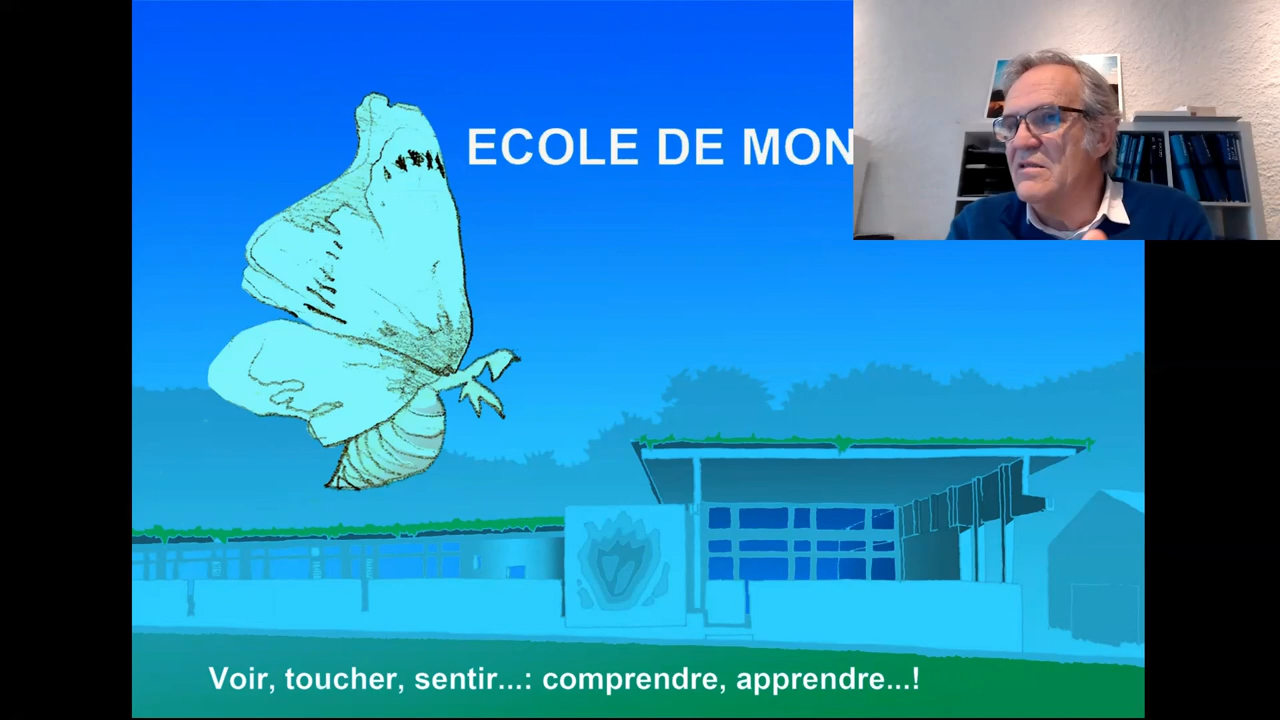 ECOLE DE MON
Voir, toucher, sentir...: comprendre, apprendre...!